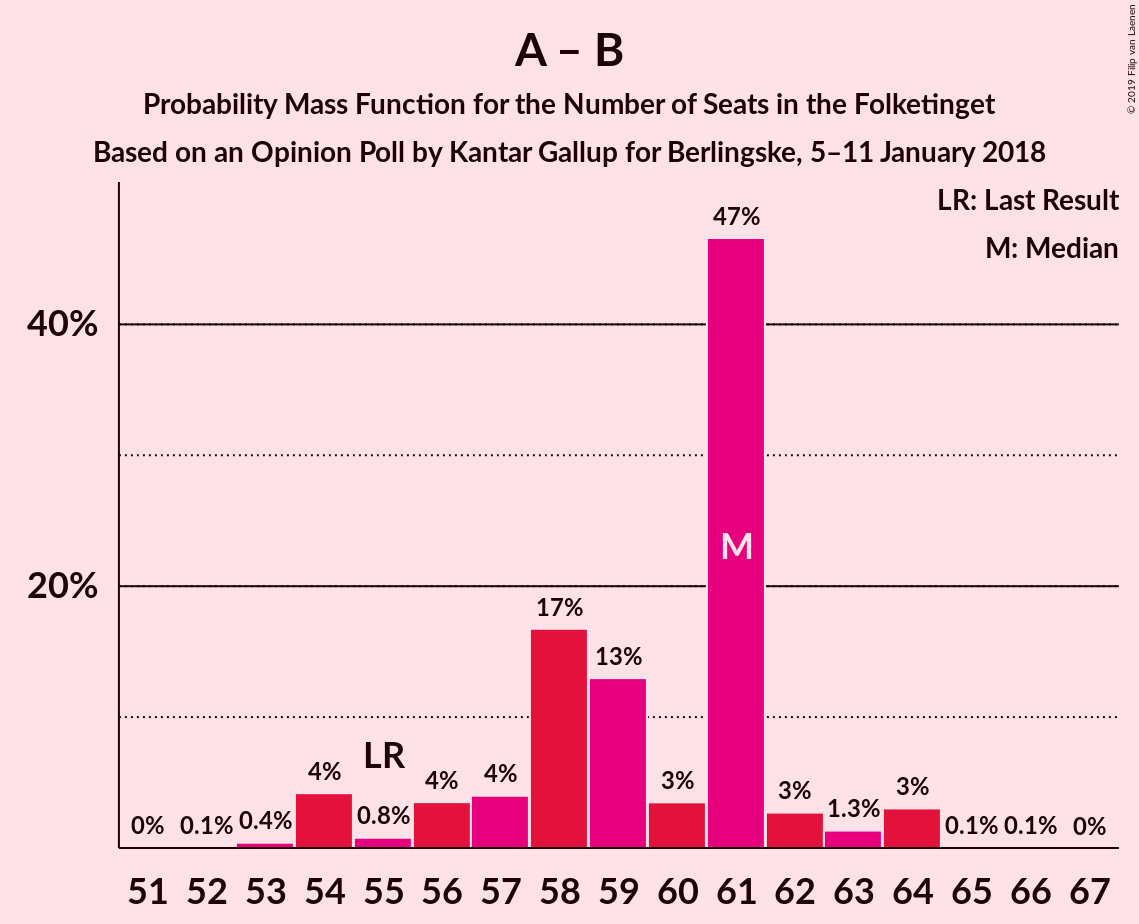 A – B
Probability Mass Function for the Number of Seats in the Folketinget
Based on an Opinion Poll by Kantar Gallup for Berlingske, 5–11 January 2018
© 2019 Filip van Laenen
LR: Last Result
M: Median
40%
20%
0% 0.1% 0.4% 4% 0.8% 4% 4% 17% 13% 3% 47% 3% 1.3% 3% 0.1% 0.1% 0%
LR
M
51 52 53 54 55 56 57 58 59 60 61 62 63 64 65 66 67